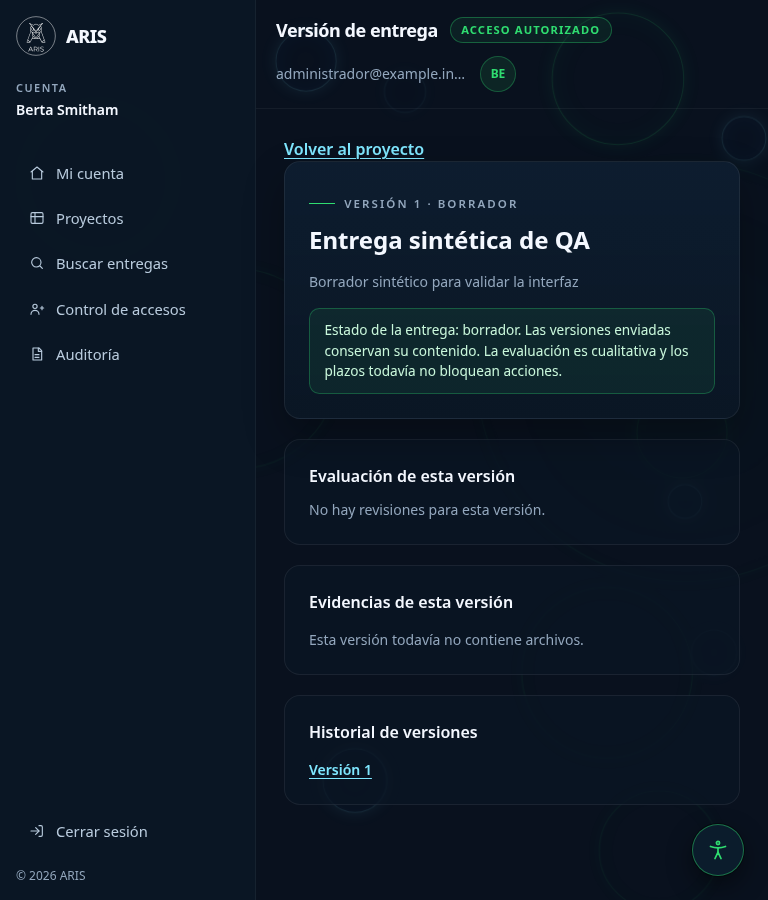 ARIS
ARIS
CUENTA
Berta Smitham
Mi cuenta
Proyectos
Buscar entregas
Control de accesos
Auditoría
Cerrar sesión
© 2026 ARIS
Versión de entrega
ACCESO AUTORIZADO
administrador@example.in...
BE
Volver al proyecto
VERSIÓN 1 · BORRADOR
Entrega sintética de QA
Borrador sintético para validar la interfaz
Estado de la entrega: borrador. Las versiones enviadas
conservan su contenido. La evaluación es cualitativa y los
plazos todavía no bloquean acciones.
Evaluación de esta versión
No hay revisiones para esta versión.
Evidencias de esta versión
Esta versión todavía no contiene archivos.
Historial de versiones
Versión 1